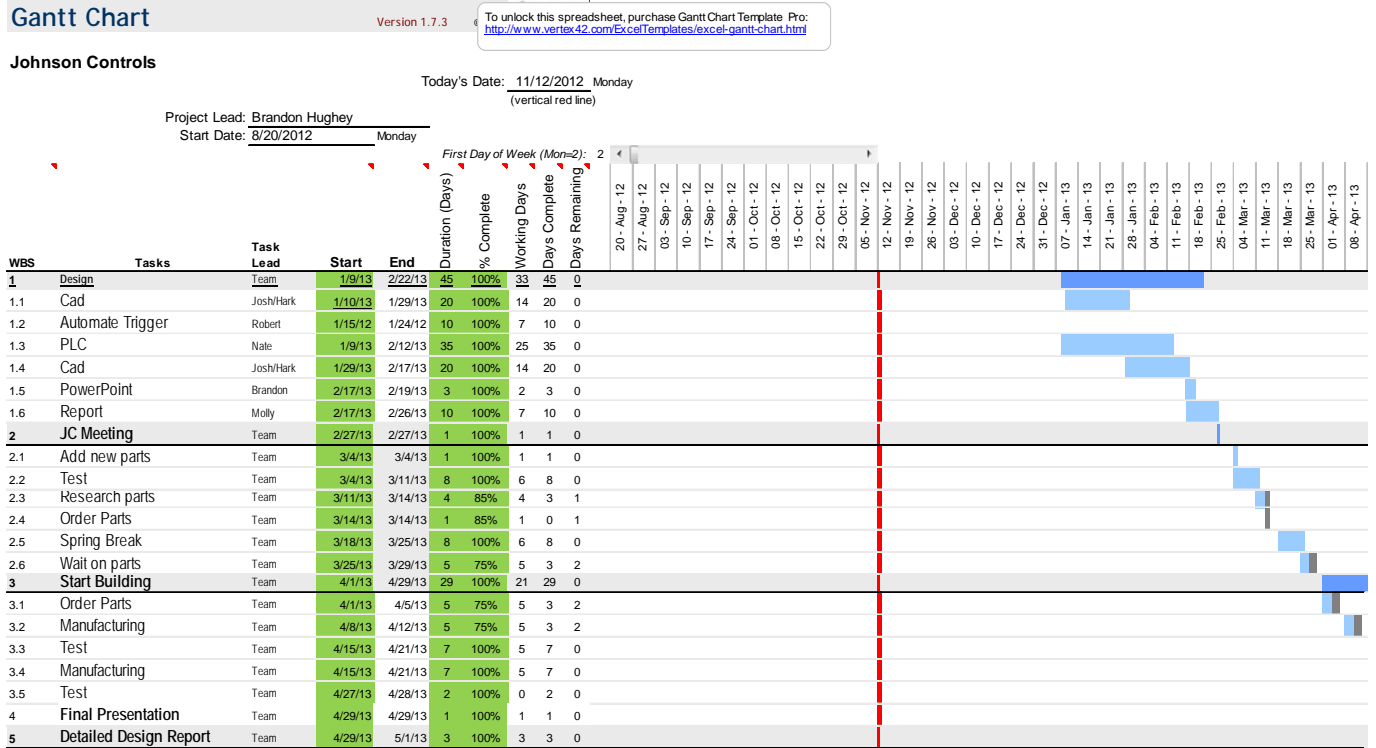 Gantt Chart
Version 1.7.3
To unlock this spreadsheet, purchase Gantt Chart Template Pro:
http://www.vertex42.com/ExcelTemplates/excel-gantt-chart.html
Johnson Controls
Today's Date: 11/12/2012 Monday
(vertical red line)
Project Lead: Brandon Hughey
Start Date: 8/20/2012 Monday
First Day of Week (Mon=2): 2
WBS Tasks Task Lead Start End Duration (Days) % Complete Working Days Days Complete Days Remaining 20 - Aug - 12 27 - Aug - 12 03 - Sep - 12 10 - Sep - 12 17 - Sep - 12 24 - Sep - 12 01 - Oct - 12 08 - Oct - 12 15 - Oct - 12 22 - Oct - 12 29 - Oct - 12 05 - Nov - 12 12 - Nov - 12 19 - Nov - 12 26 - Nov - 12 03 - Dec - 12 10 - Dec - 12 17 - Dec - 12 24 - Dec - 12 31 - Dec - 12 07 - Jan - 13 14 - Jan - 13 21 - Jan - 13 28 - Jan - 13 04 - Feb - 13 11 - Feb - 13 18 - Feb - 13 25 - Feb - 13 04 - Mar - 13 11 - Mar - 13 18 - Mar - 13 25 - Mar - 13 01 - Apr - 13 08 - Apr - 13
1 Design Team 1/9/13 2/22/13 45 100% 33 45 0
1.1 Cad Josh/Hark 1/10/13 1/29/13 20 100% 14 20 0
1.2 Automate Trigger Robert 1/15/12 1/24/12 10 100% 7 10 0
1.3 PLC Nate 1/9/13 2/12/13 35 100% 25 35 0
1.4 Cad Josh/Hark 1/29/13 2/17/13 20 100% 14 20 0
1.5 PowerPoint Brandon 2/17/13 2/19/13 3 100% 2 3 0
1.6 Report Molly 2/17/13 2/26/13 10 100% 7 10 0
2 JC Meeting Team 2/27/13 2/27/13 1 100% 1 1 0
2.1 Add new parts Team 3/4/13 3/4/13 1 100% 1 1 0
2.2 Test Team 3/4/13 3/11/13 8 100% 6 8 0
2.3 Research parts Team 3/11/13 3/14/13 4 85% 4 3 1
2.4 Order Parts Team 3/14/13 3/14/13 1 85% 1 0 1
2.5 Spring Break Team 3/18/13 3/25/13 8 100% 6 8 0
2.6 Wait on parts Team 3/25/13 3/29/13 5 75% 5 3 2
3 Start Building Team 4/1/13 4/29/13 29 100% 21 29 0
3.1 Order Parts Team 4/1/13 4/5/13 5 75% 5 3 2
3.2 Manufacturing Team 4/8/13 4/12/13 5 75% 5 3 2
3.3 Test Team 4/15/13 4/21/13 7 100% 5 7 0
3.4 Manufacturing Team 4/15/13 4/21/13 7 100% 5 7 0
3.5 Test Team 4/27/13 4/28/13 2 100% 0 2 0
4 Final Presentation Team 4/29/13 4/29/13 1 100% 1 1 0
5 Detailed Design Report Team 4/29/13 5/1/13 3 100% 3 3 0